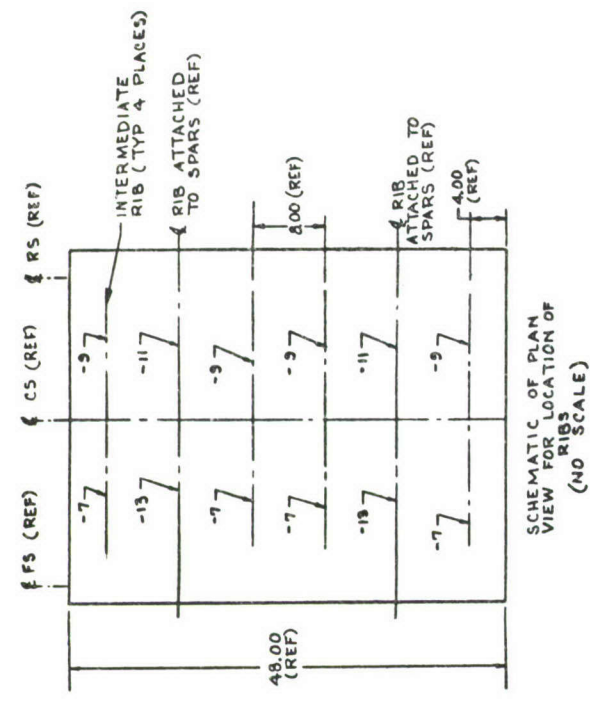 ℄ FS (REF)
℄ CS (REF)
℄ RS (REF)
INTERMEDIATE
RIB (TYP 4 PLACES)
-7
-9
℄ RIB ATTACHED
TO SPARS (REF)
-13
-11
-7
-9
8.00 (REF)
-7
-9
48.00
(REF)
-13
-11
℄ RIB
ATTACHED TO
SPARS (REF)
-7
-9
4.00
(REF)
SCHEMATIC OF PLAN
VIEW FOR LOCATION OF
RIBS
(NO SCALE)